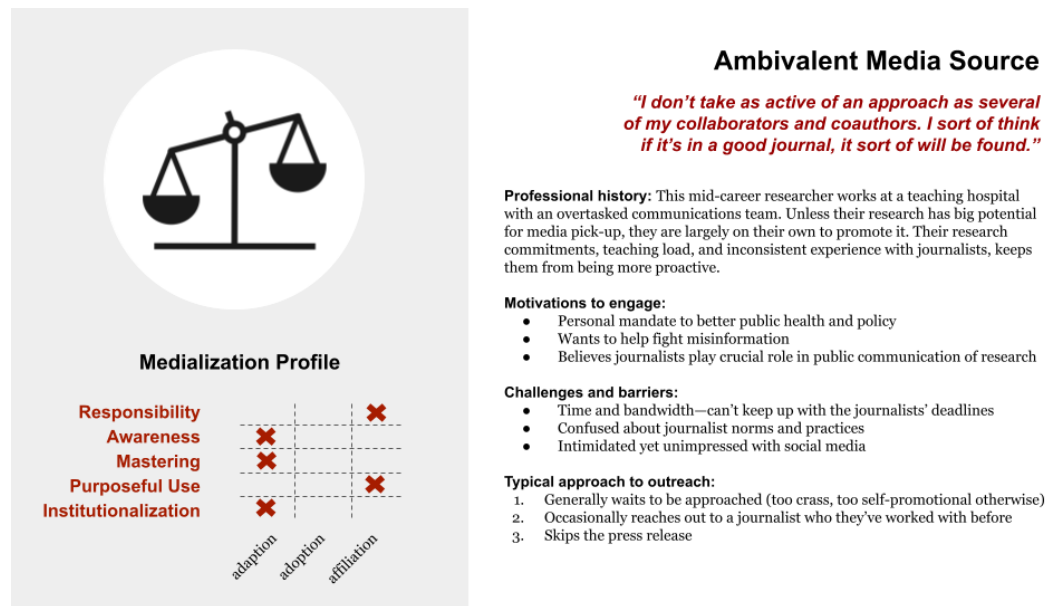 Ambivalent Media Source
“I don’t take as active of an approach as several
of my collaborators and coauthors. I sort of think
if it’s in a good journal, it sort of will be found.”
Professional history: This mid-career researcher works at a teaching hospital
with an overtasked communications team. Unless their research has big potential
for media pick-up, they are largely on their own to promote it. Their research
commitments, teaching load, and inconsistent experience with journalists, keeps
them from being more proactive.
Motivations to engage:
● Personal mandate to better public health and policy
● Wants to help fight misinformation
● Believes journalists play crucial role in public communication of research
Challenges and barriers:
● Time and bandwidth—can’t keep up with the journalists’ deadlines
● Confused about journalist norms and practices
● Intimidated yet unimpressed with social media
Typical approach to outreach:
1. Generally waits to be approached (too crass, too self-promotional otherwise)
2. Occasionally reaches out to a journalist who they’ve worked with before
3. Skips the press release
Medialization Profile
Responsibility
Awareness
Mastering
Purposeful Use
Institutionalization
adaption
adoption
affiliation